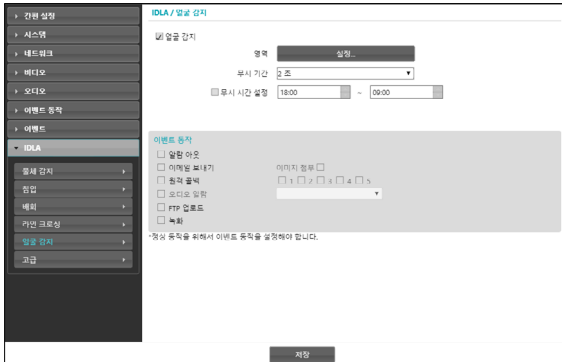 간편 설정
시스템
네트워크
비디오
오디오
이벤트 동작
이벤트
IDLA
물체 감지
침입
배회
라인 크로싱
얼굴 감지
고급
IDLA / 얼굴 감지
얼굴 감지
영역 설정...
무시 기간 2 초
무시 시간 설정 18:00 ~ 09:00
이벤트 동작
알람 아웃
이메일 보내기 이미지 첨부
원격 콜백 1 2 3 4 5
오디오 알람
FTP 업로드
녹화
*정상 동작을 위해서 이벤트 동작을 설정해야 합니다.
저장